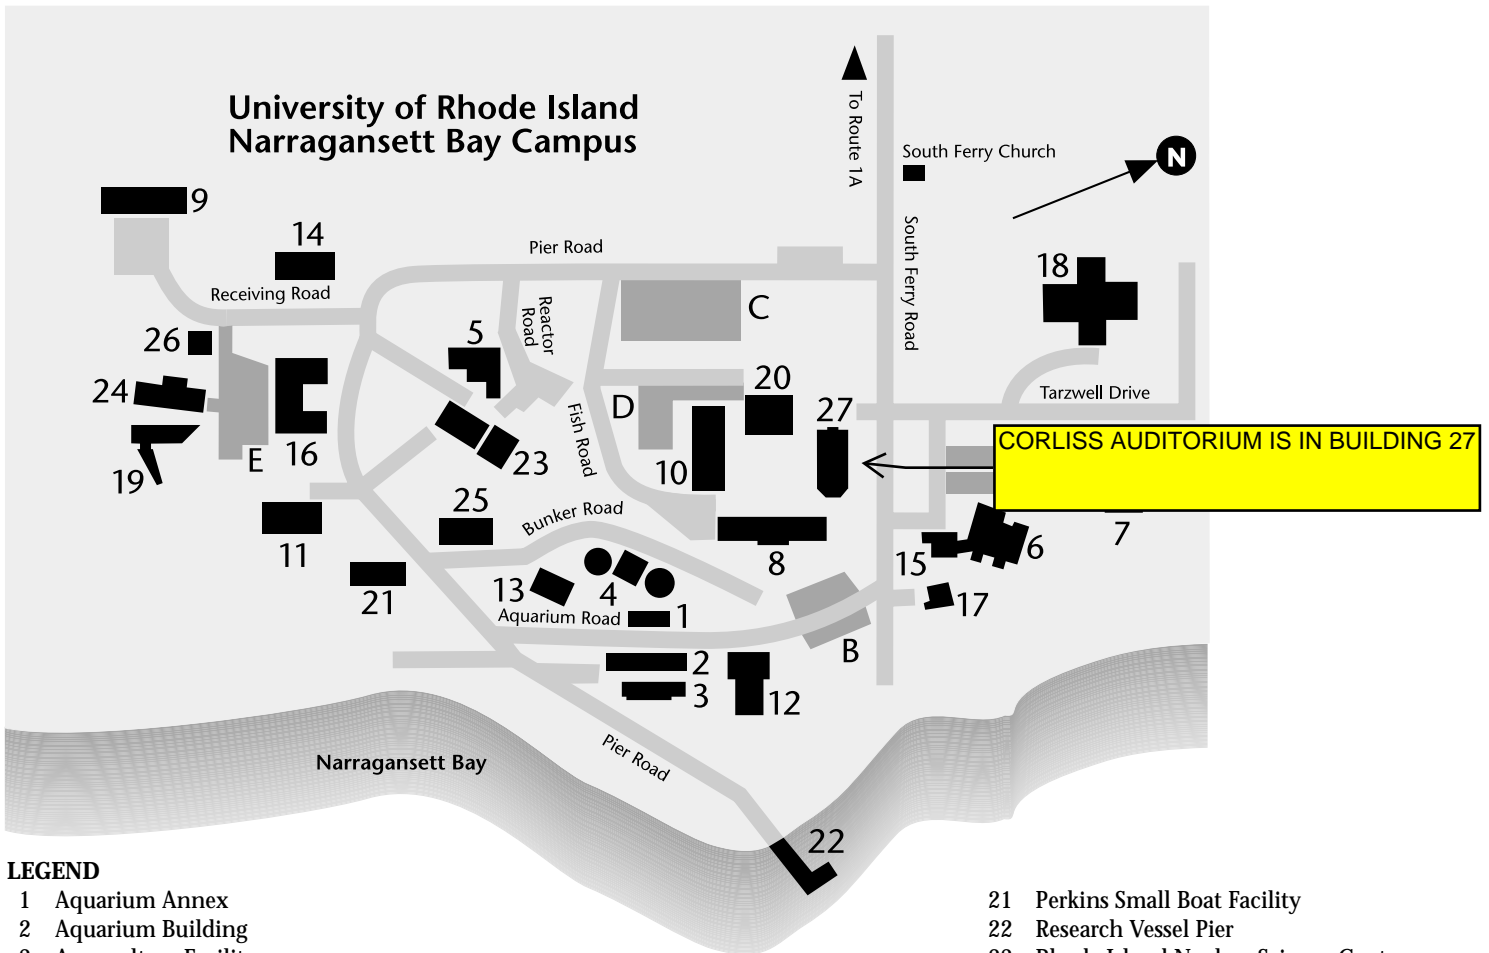 University of Rhode Island
Narragansett Bay Campus
To Route 1A
South Ferry Church
N
9
14
Pier Road
18
Receiving Road
South Ferry Road
Reactor
Road
C
26
5
20
24
D
27
Tarzwell Drive
Fish Road
CORLISS AUDITORIUM IS IN BUILDING 27
19
E
16
23
10
25
Bunker Road
11
8
15
6
7
13
4
21
Aquarium Road
1
17
B
2
3
12
Pier Road
Narragansett Bay
22
LEGEND
1 Aquarium Annex
2 Aquarium Building
21 Perkins Small Boat Facility
22 Research Vessel Pier